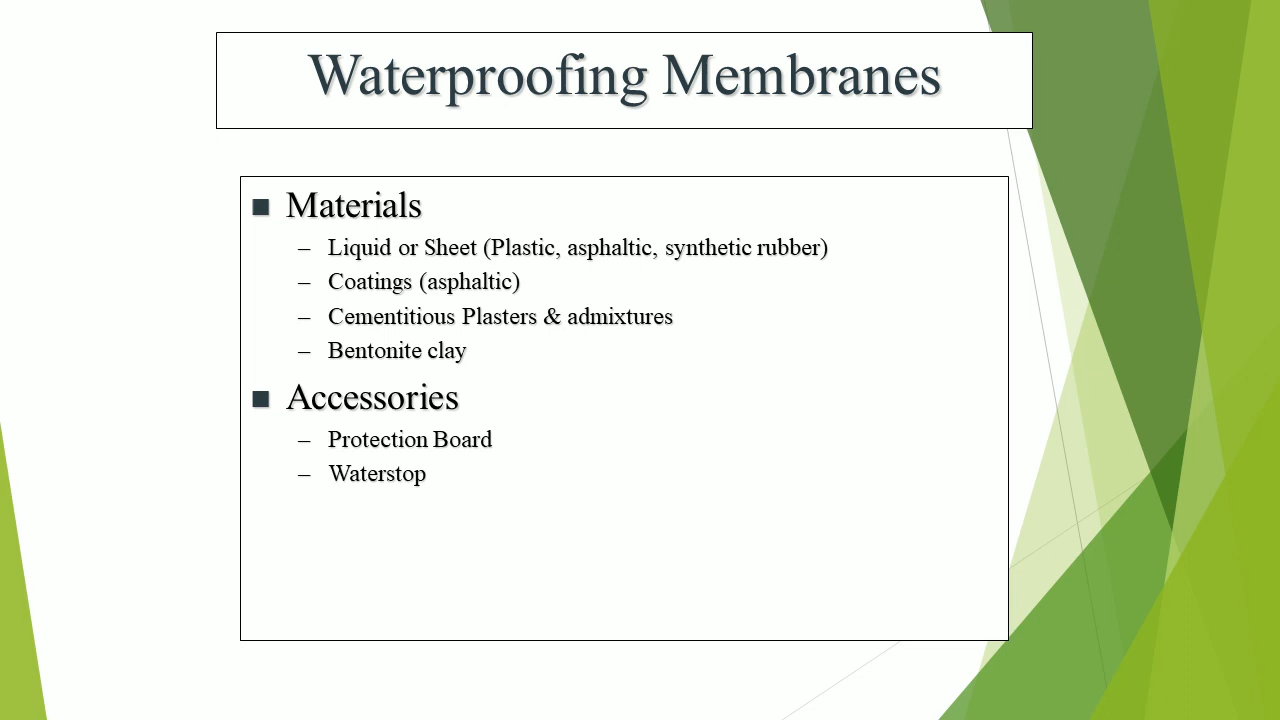 Waterproofing Membranes
■ Materials
– Liquid or Sheet (Plastic, asphaltic, synthetic rubber)
– Coatings (asphaltic)
– Cementitious Plasters & admixtures
– Bentonite clay
■ Accessories
– Protection Board
– Waterstop